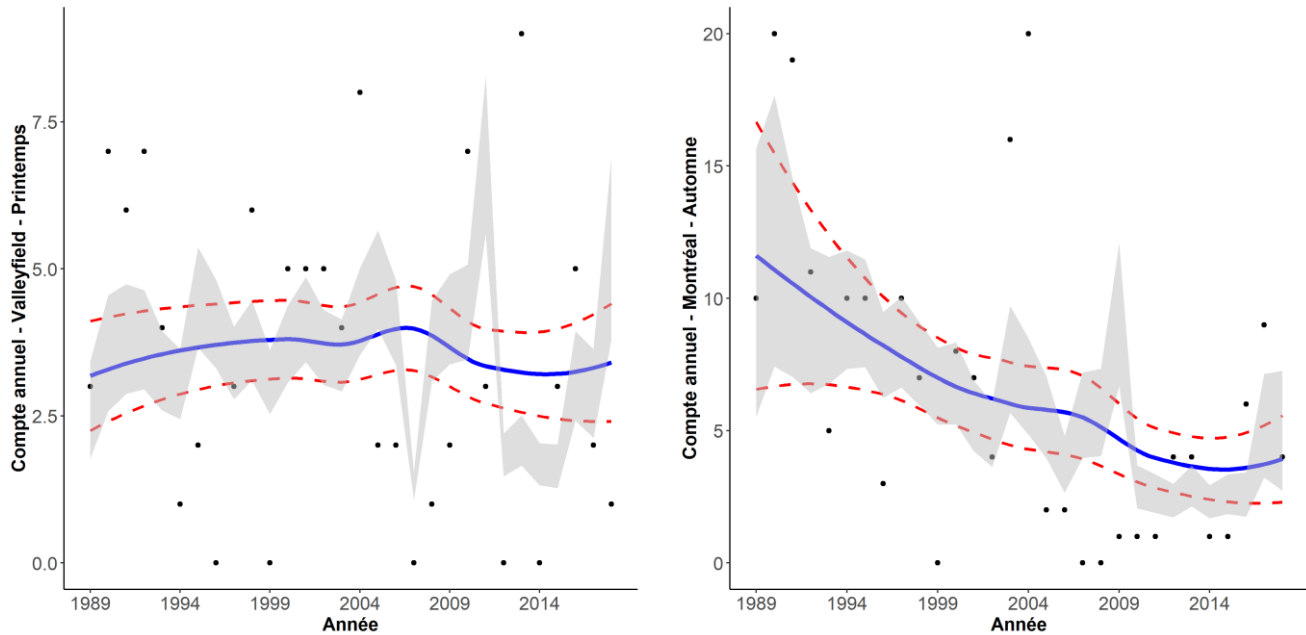 Compte annuel - Valleyfield - Printemps
7.5
5.0
2.5
0.0
1989 1994 1999 2004 2009 2014
Année
Compte annuel - Montréal - Automne
20
15
10
5
0
1989 1994 1999 2004 2009 2014
Année